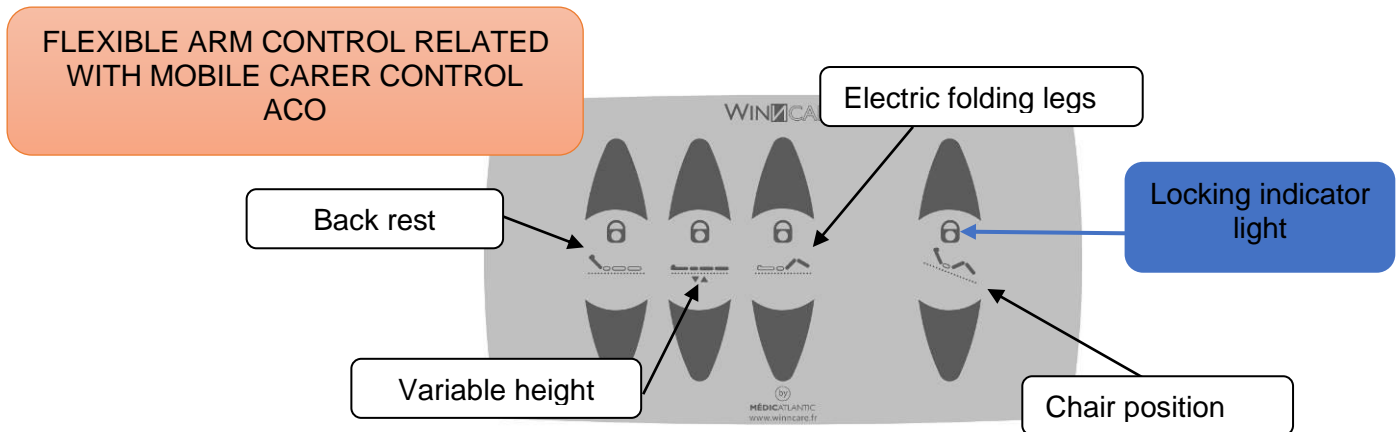 FLEXIBLE ARM CONTROL RELATED
WITH MOBILE CARER CONTROL
ACO
Electric folding legs
Back rest
Locking indicator
light
Variable height
Chair position
by
MÉDICATLANTIC
www.winncare.fr